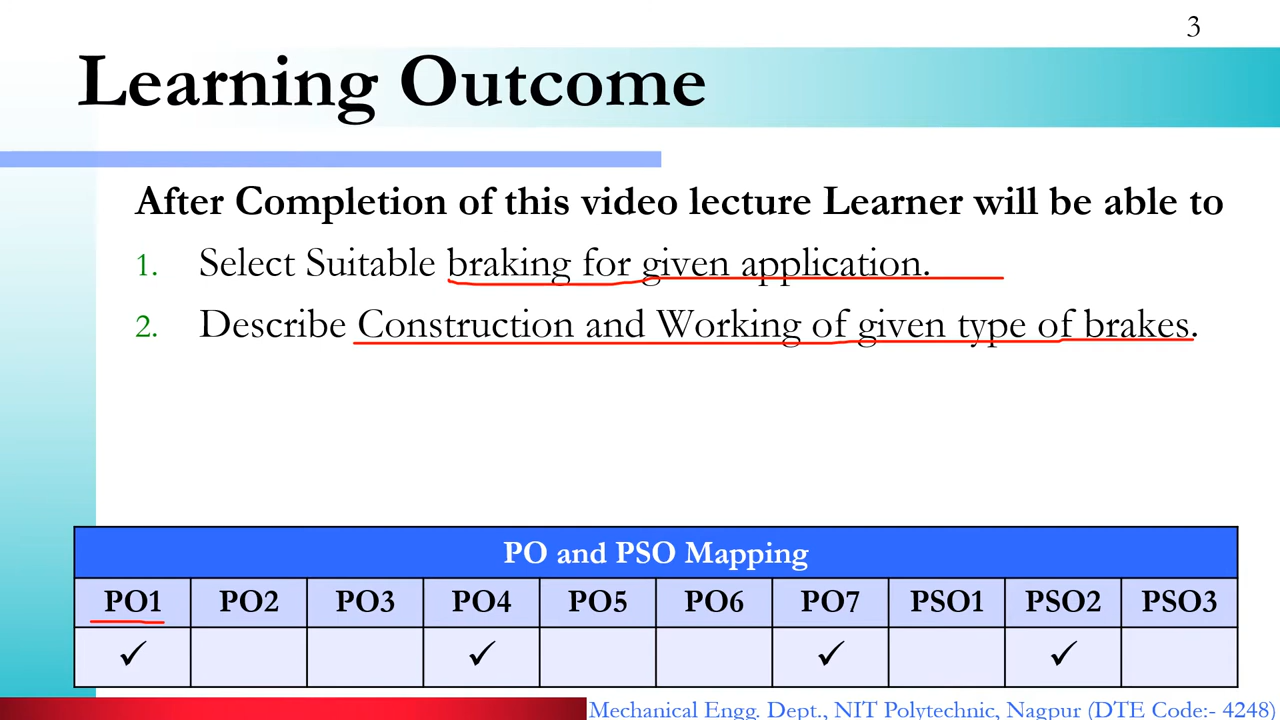 3
Learning Outcome
After Completion of this video lecture Learner will be able to
1. Select Suitable braking for given application.
2. Describe Construction and Working of given type of brakes.
PO and PSO Mapping
PO1 PO2 PO3 PO4 PO5 PO6 PO7 PSO1 PSO2 PSO3
✓ ✓ ✓ ✓
Mechanical Engg. Dept., NIT Polytechnic, Nagpur (DTE Code:- 4248)